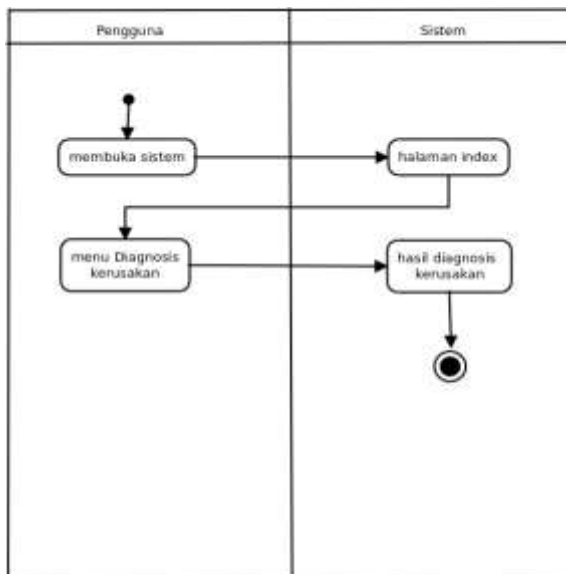 Pengguna
Sistem
membuka sistem
halaman index
menu Diagnosis
kerusakan
hasil diagnosis
kerusakan